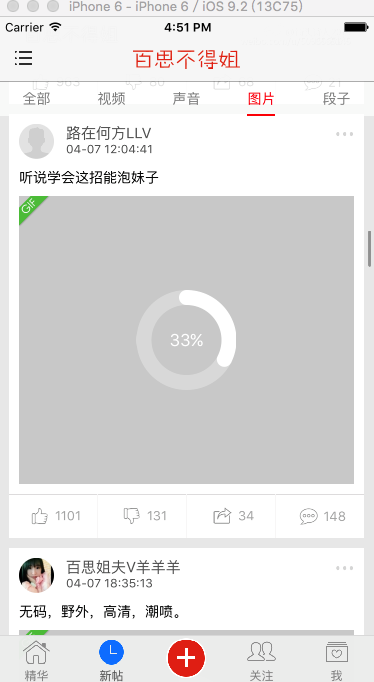 iPhone 6 - iPhone 6 / iOS 9.2 (13C75)
Carrier 4:51 PM
百思不得姐
全部 视频 声音 图片 段子
路在何方LLV
04-07 12:04:41
听说学会这招能泡妹子
GIF
33%
1101 131 34 148
百思姐夫V羊羊羊
04-07 18:35:13
无码，野外，高清，潮喷。
精华 新帖 关注 我